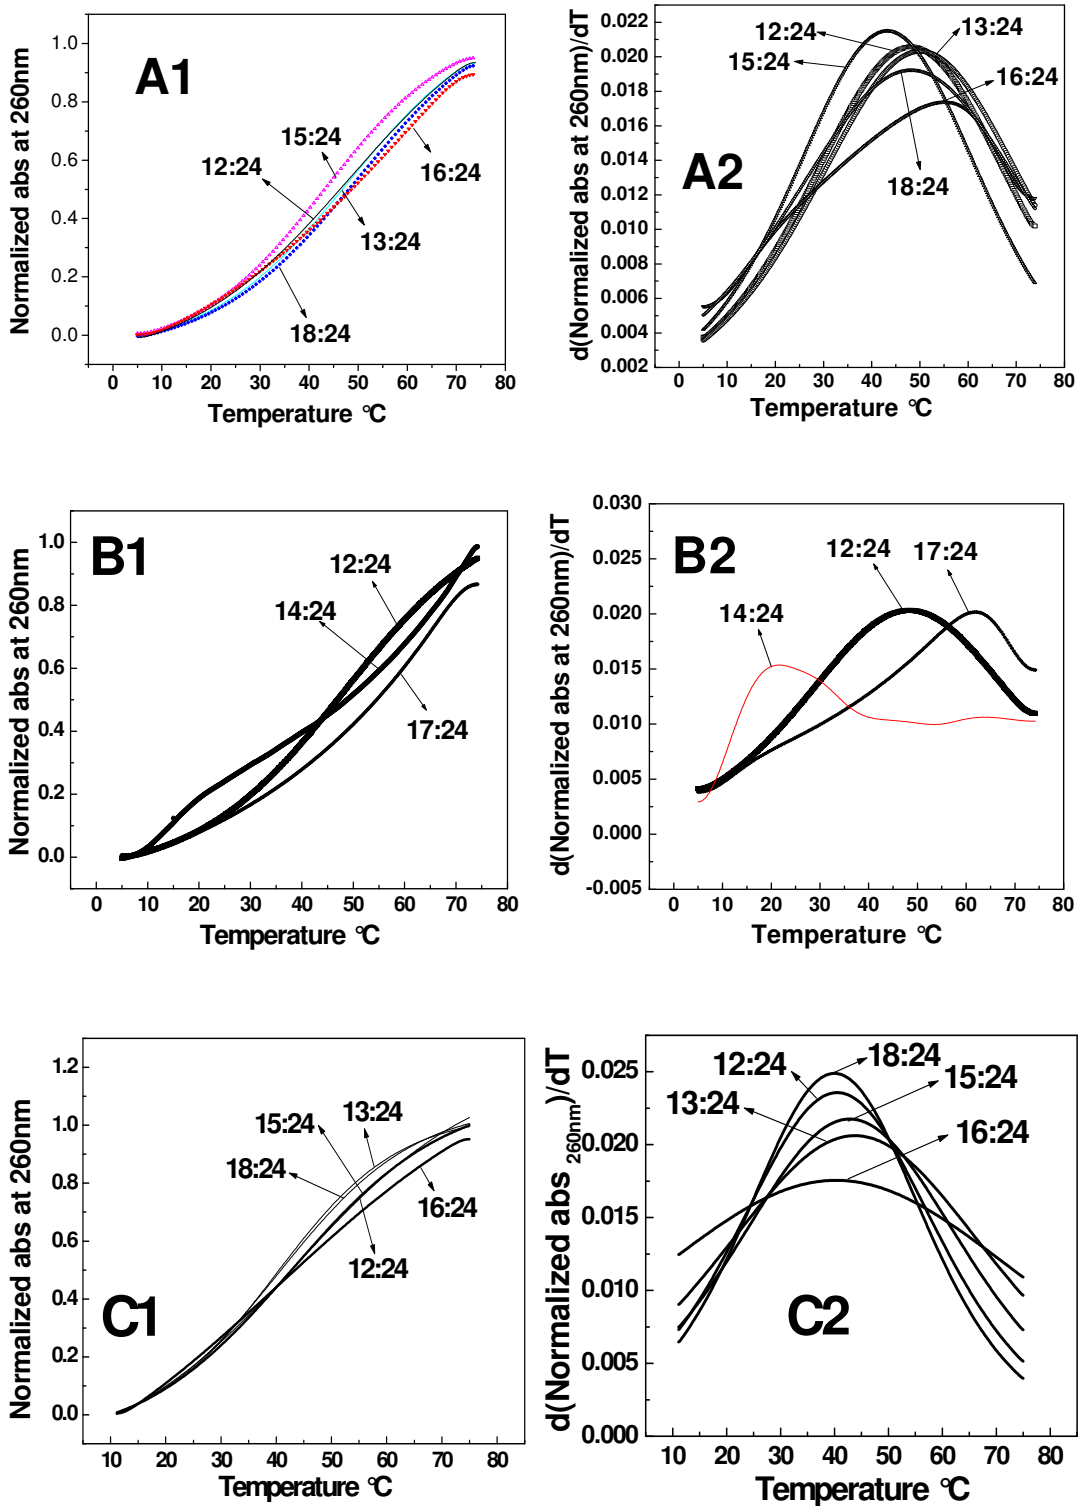 A1
Normalized abs at 260nm
1.0
0.8
0.6
0.4
0.2
0.0
15:24
12:24
16:24
13:24
18:24
0 10 20 30 40 50 60 70 80
Temperature °C
A2
d(Normalized abs at 260nm)/dT
0.022
0.020
0.018
0.016
0.014
0.012
0.010
0.008
0.006
0.004
0.002
12:24
13:24
15:24
16:24
18:24
0 10 20 30 40 50 60 70 80
Temperature °C
B1
Normalized abs at 260nm
1.0
0.8
0.6
0.4
0.2
0.0
12:24
14:24
17:24
0 10 20 30 40 50 60 70 80
Temperature °C
B2
d(Normalized abs at 260nm)/dT
0.030
0.025
0.020
0.015
0.010
0.005
0.000
-0.005
12:24
17:24
14:24
0 10 20 30 40 50 60 70 80
Temperature °C
C1
Normalized abs at 260nm
1.2
1.0
0.8
0.6
0.4
0.2
0.0
13:24
15:24
18:24
16:24
12:24
10 20 30 40 50 60 70 80
Temperature °C
C2
d(Normalized abs 260nm)/dT
0.025
0.020
0.015
0.010
0.005
0.000
18:24
12:24
15:24
13:24
16:24
10 20 30 40 50 60 70 80
Temperature °C